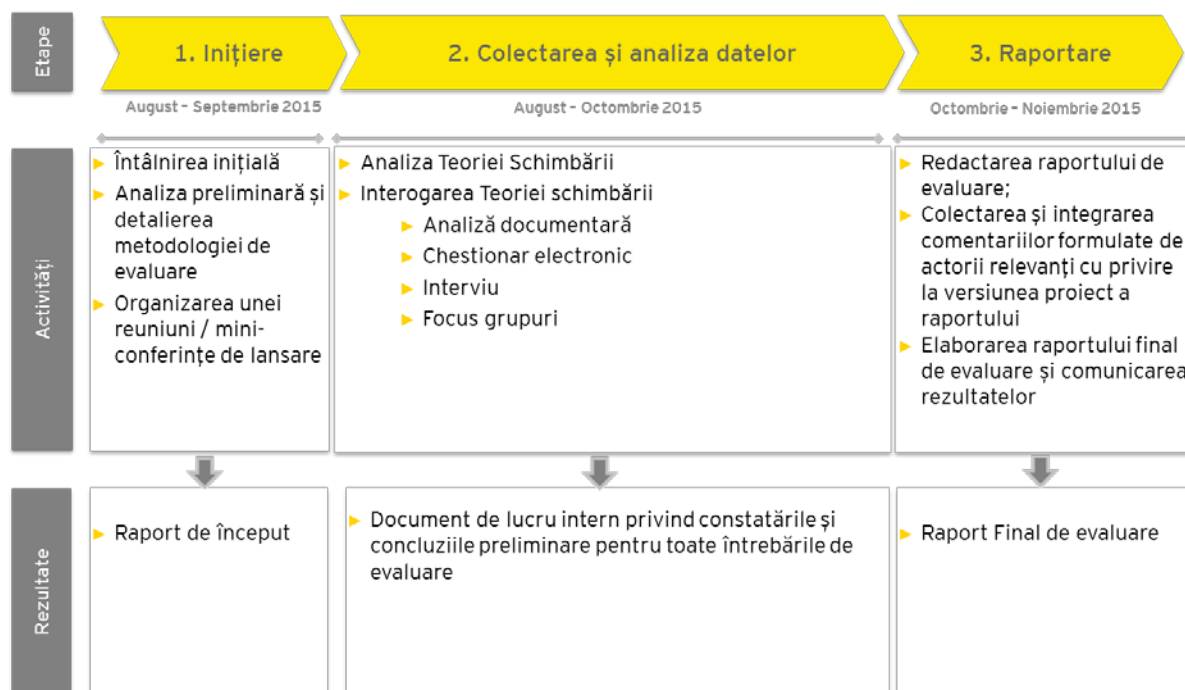 Etape
1. Inițiere
2. Colectarea și analiza datelor
3. Raportare
August – Septembrie 2015
August – Octombrie 2015
Octombrie – Noiembrie 2015
Activități
► Întâlnirea inițială
► Analiza preliminară și
detalierea
metodologiei de
evaluare
► Organizarea unei
reuniuni / mini-
conferințe de lansare
► Analiza Teoriei Schimbării
► Interogarea Teoriei schimbării
► Analiză documentară
► Chestionar electronic
► Interviu
► Focus grupuri
► Redactarea raportului de
evaluare;
► Colectarea și integrarea
comentariilor formulate de
actorii relevanți cu privire
la versiunea proiect a
raportului
► Elaborarea raportului final
de evaluare și comunicarea
rezultatelor
Rezultate
► Raport de început
► Document de lucru intern privind constatările și
concluziile preliminare pentru toate întrebările de
evaluare
► Raport Final de evaluare